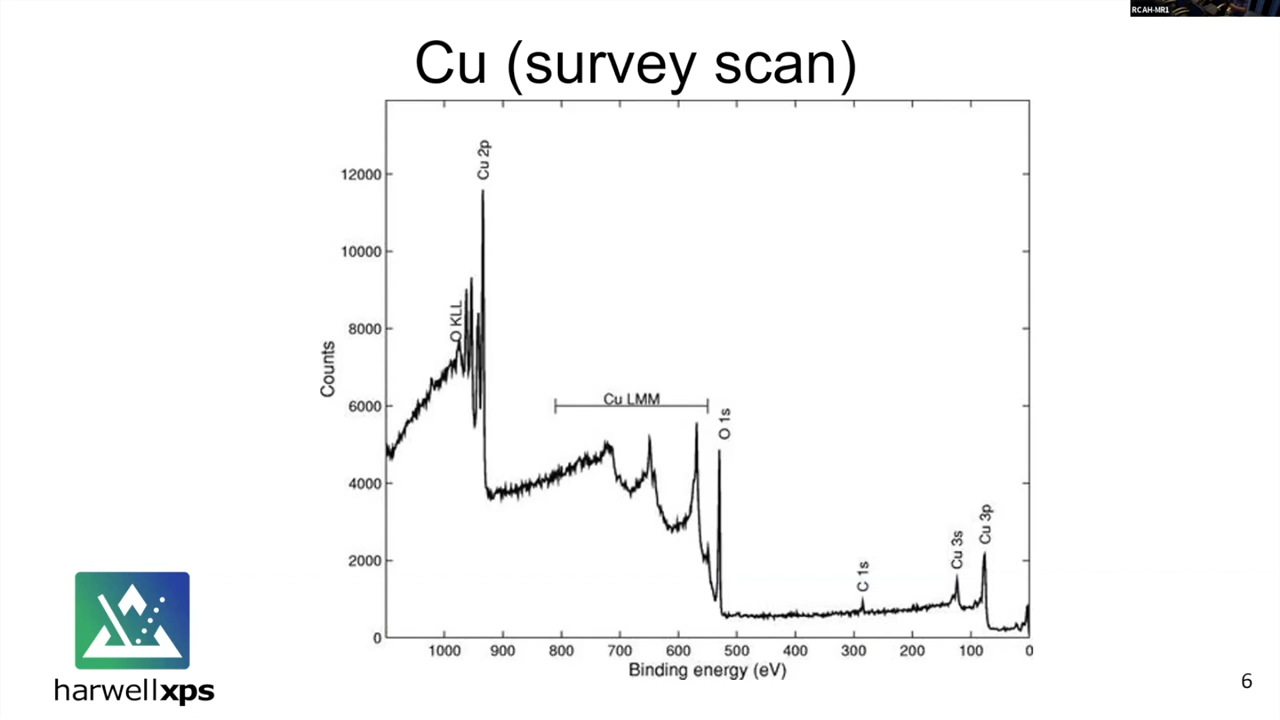 RCAH-MR1
Cu (survey scan)
Cu 2p
12000
10000
O KLL
8000
Counts
6000
Cu LMM
O 1s
4000
Cu 3p
Cu 3s
C 1s
2000
0
1000 900 800 700 600 500 400 300 200 100 0
Binding energy (eV)
harwellxps
6